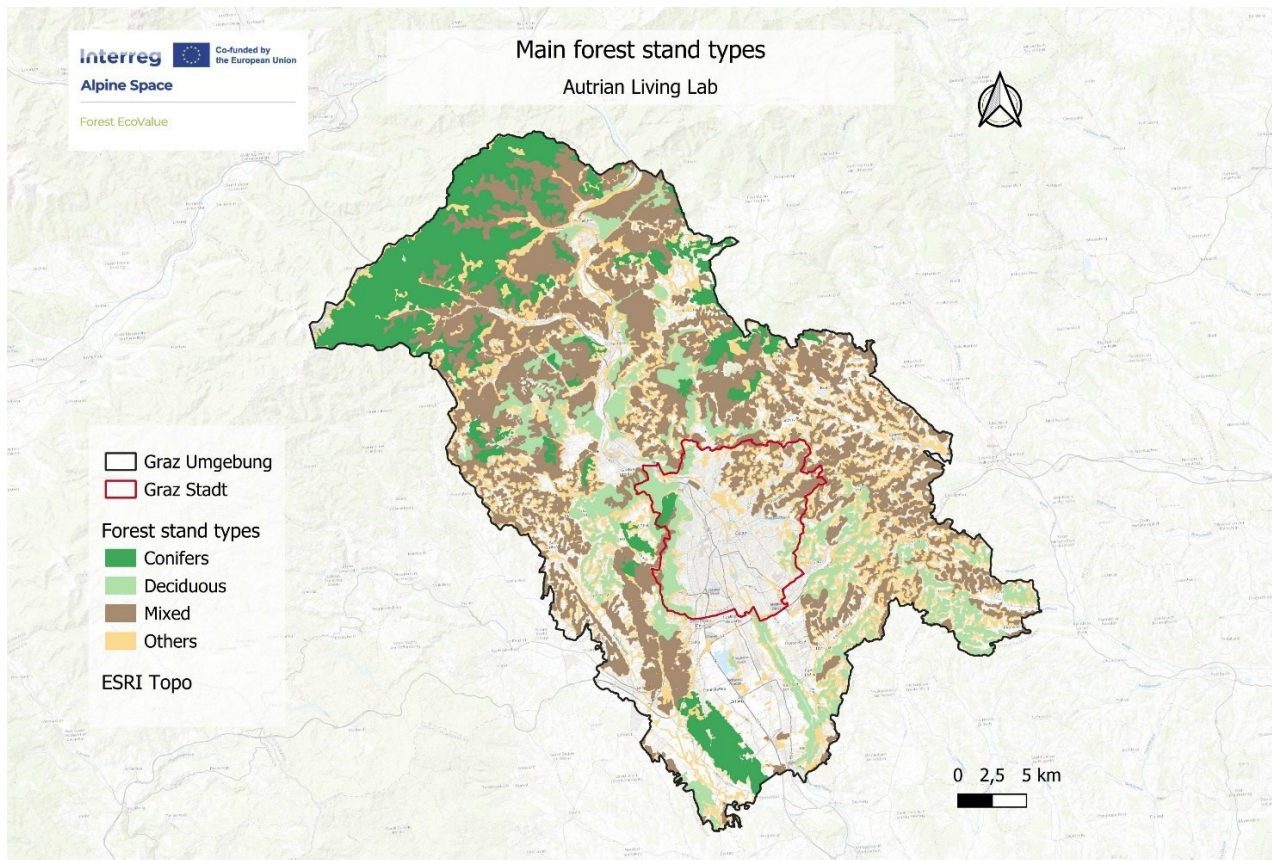 Interreg
Co-funded by
the European Union
Alpine Space
Forest EcoValue
Main forest stand types
Autrian Living Lab
Graz Umgebung
Graz Stadt
Forest stand types
Conifers
Deciduous
Mixed
Others
ESRI Topo
Graz
0 2,5 5 km